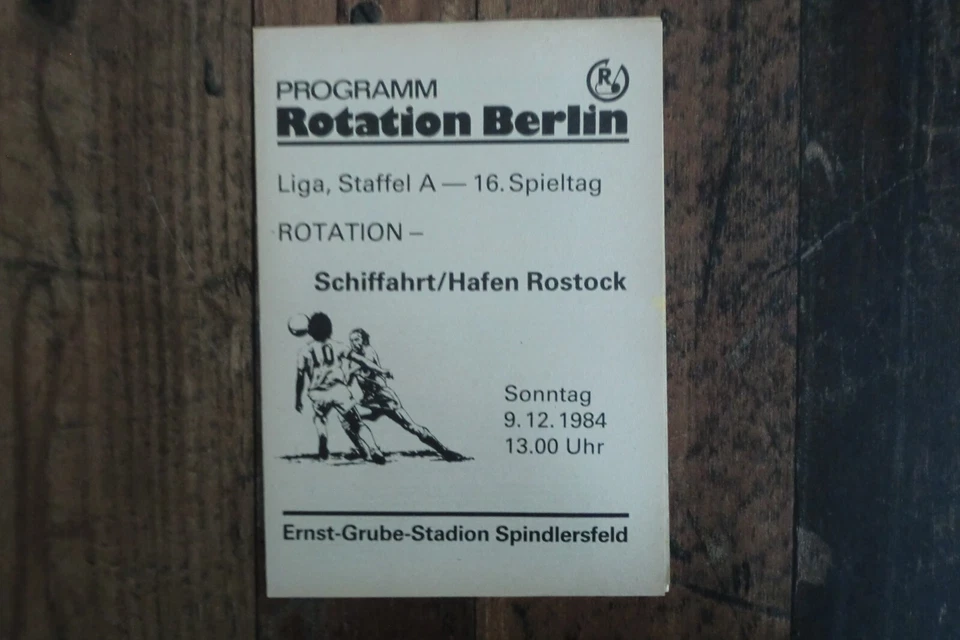 PROGRAMM
R
Rotation Berlin
Liga, Staffel A — 16. Spieltag
ROTATION –
Schiffahrt/Hafen Rostock
10
Sonntag
9.12.1984
13.00 Uhr
Ernst-Grube-Stadion Spindlersfeld